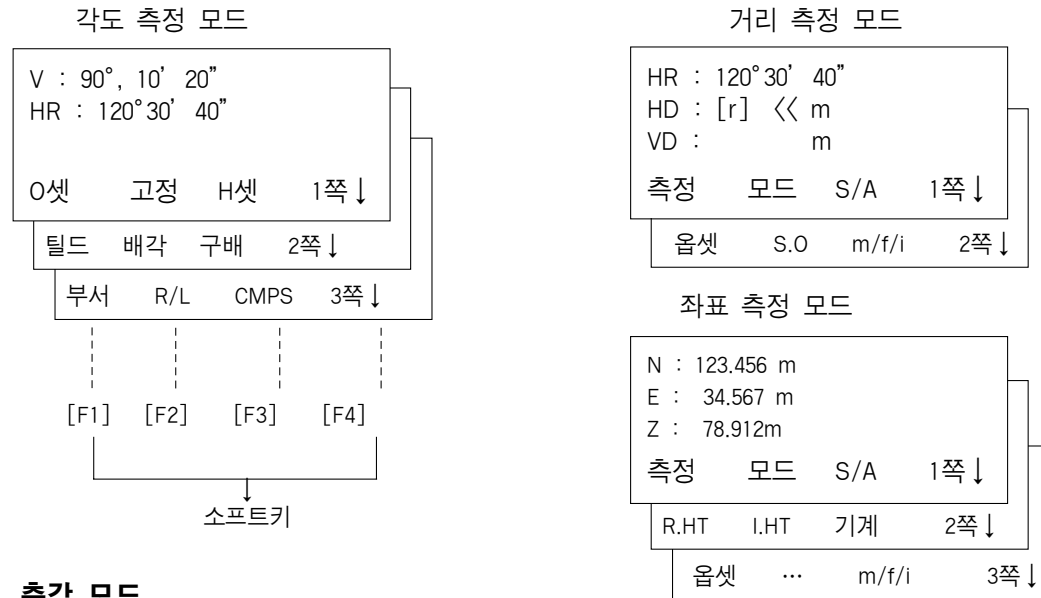 각도 측정 모드
V : 90°, 10' 20"
HR : 120°30' 40"
0셋 고정 H셋 1쪽↓
틸드 배각 구배 2쪽↓
부서 R/L CMPS 3쪽↓
[F1] [F2] [F3] [F4]
소프트키
거리 측정 모드
HR : 120°30' 40"
HD : [r] 《 m
VD : m
측정 모드 S/A 1쪽↓
옵셋 S.O m/f/i 2쪽↓
좌표 측정 모드
N : 123.456 m
E : 34.567 m
Z : 78.912m
측정 모드 S/A 1쪽↓
R.HT I.HT 기계 2쪽↓
옵셋 … m/f/i 3쪽↓
모드